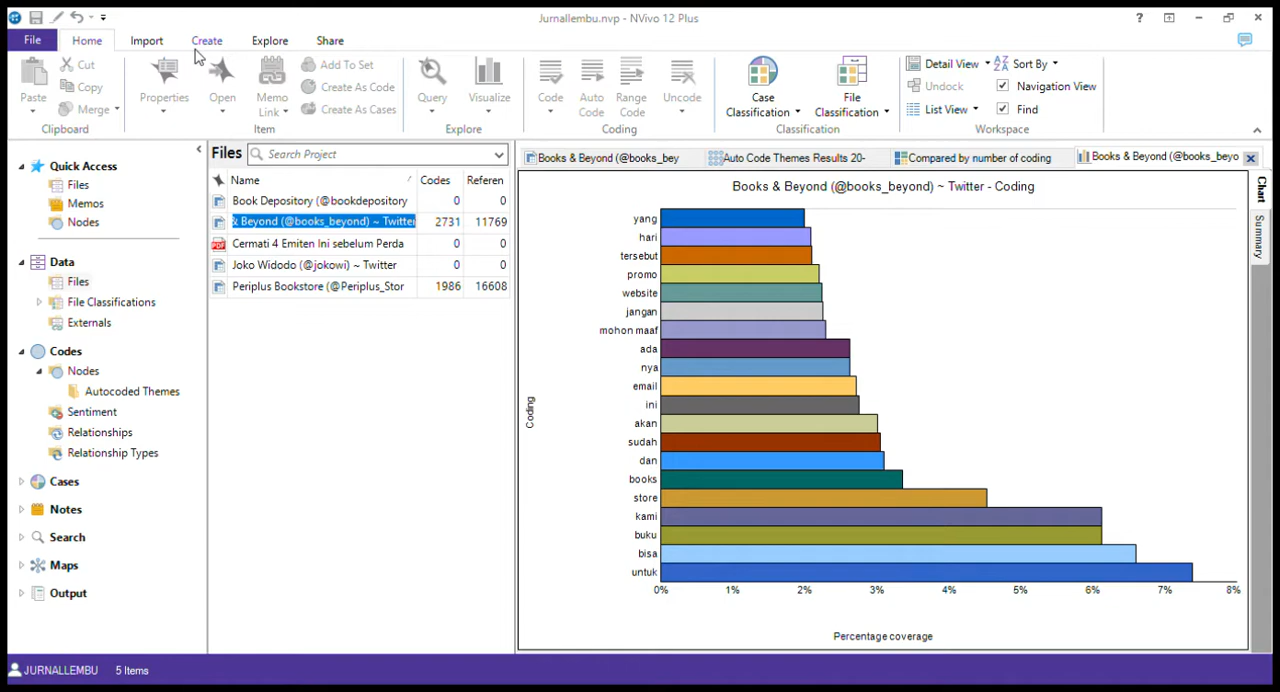 Jurnallembu.nvp - NVivo 12 Plus
?
File Home Import Create Explore Share
Paste
Cut
Copy
Merge
Clipboard
Properties
Open
Memo Link
Add To Set
Create As Code
Create As Cases
Item
Query
Visualize
Explore
Code
Auto Code
Range Code
Uncode
Coding
Case Classification
File Classification
Classification
Detail View
Sort By
Undock
Navigation View
List View
Find
Workspace
Quick Access
Files
Memos
Nodes
Data
Files
File Classifications
Externals
Codes
Nodes
Autocoded Themes
Sentiment
Relationships
Relationship Types
Cases
Notes
Search
Maps
Output
Files
Search Project
Name Codes Referen
Book Depository (@bookdepository 0 0
& Beyond (@books_beyond) ~ Twitter 2731 11769
PDF
Cermati 4 Emiten Ini sebelum Perda 0 0
Joko Widodo (@jokowi) ~ Twitter 0 0
Periplus Bookstore (@Periplus_Stor 1986 16608
Books & Beyond (@books_bey
Auto Code Themes Results 20-
Compared by number of coding
Books & Beyond (@books_beyo
Chart
Summary
Books & Beyond (@books_beyond) ~ Twitter - Coding
Coding
yang
hari
tersebut
promo
website
jangan
mohon maaf
ada
nya
email
ini
akan
sudah
dan
books
store
kami
buku
bisa
untuk
0% 1% 2% 3% 4% 5% 6% 7% 8%
Percentage coverage
JURNALLEMBU 5 Items